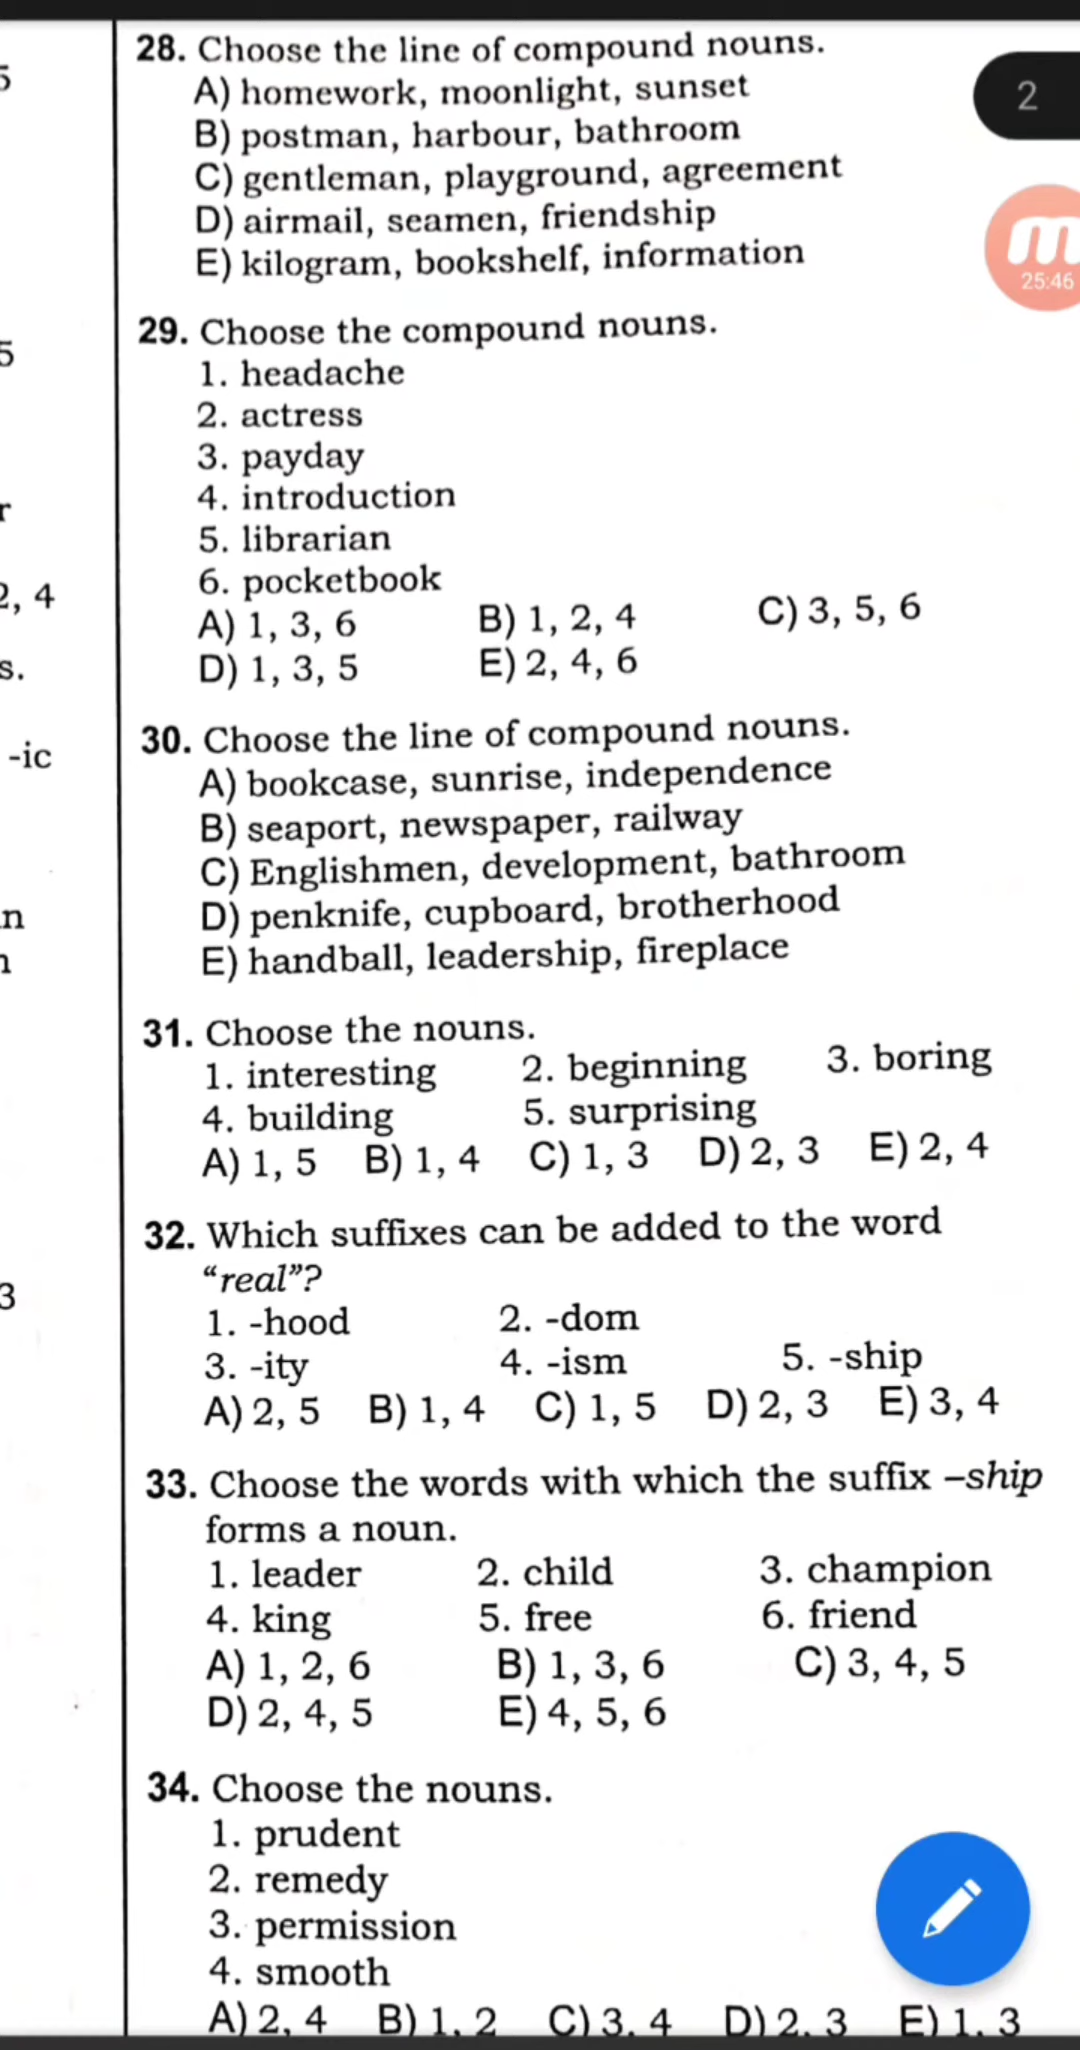 28. Choose the line of compound nouns.
A) homework, moonlight, sunset
B) postman, harbour, bathroom
C) gentleman, playground, agreement
D) airmail, seamen, friendship
E) kilogram, bookshelf, information
2
25:46
29. Choose the compound nouns.
1. headache
2. actress
3. payday
4. introduction
5. librarian
6. pocketbook
A) 1, 3, 6 B) 1, 2, 4 C) 3, 5, 6
D) 1, 3, 5 E) 2, 4, 6
30. Choose the line of compound nouns.
A) bookcase, sunrise, independence
B) seaport, newspaper, railway
C) Englishmen, development, bathroom
D) penknife, cupboard, brotherhood
E) handball, leadership, fireplace
31. Choose the nouns.
1. interesting 2. beginning 3. boring
4. building 5. surprising
A) 1, 5 B) 1, 4 C) 1, 3 D) 2, 3 E) 2, 4
32. Which suffixes can be added to the word
“real”?
1. -hood 2. -dom
3. -ity 4. -ism 5. -ship
A) 2, 5 B) 1, 4 C) 1, 5 D) 2, 3 E) 3, 4
33. Choose the words with which the suffix –ship
forms a noun.
1. leader 2. child 3. champion
4. king 5. free 6. friend
A) 1, 2, 6 B) 1, 3, 6 C) 3, 4, 5
D) 2, 4, 5 E) 4, 5, 6
34. Choose the nouns.
1. prudent
2. remedy
3. permission
4. smooth
A) 2, 4 B) 1, 2 C) 3, 4 D) 2, 3 E) 1, 3
5
5
r
2, 4
s.
-ic
n
3